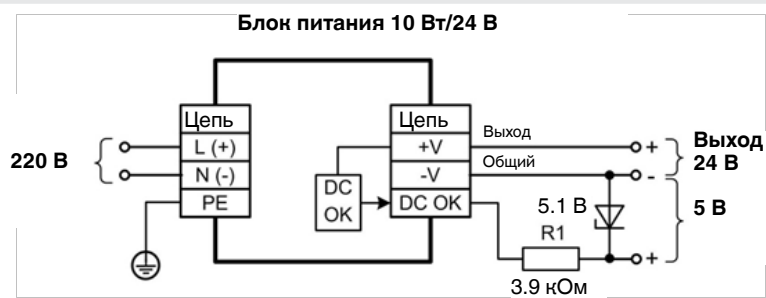 Блок питания 10 Вт/24 В
Цепь
L (+)
N (-)
PE
220 В
DC
OK
Цепь
+V
-V
DC OK
Выход
Общий
+
-
Выход
24 В
5.1 В
5 В
R1
+
3.9 кОм